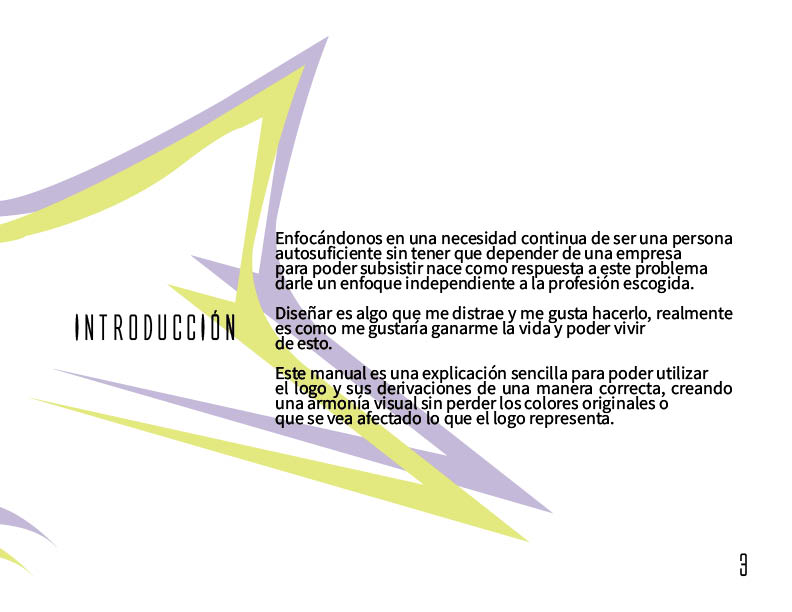 INTRODUCCIÓN
Enfocándonos en una necesidad continua de ser una persona
autosuficiente sin tener que depender de una empresa
para poder subsistir nace como respuesta a este problema
darle un enfoque independiente a la profesión escogida.
Diseñar es algo que me distrae y me gusta hacerlo, realmente
es como me gustaría ganarme la vida y poder vivir
de esto.
Este manual es una explicación sencilla para poder utilizar
el logo y sus derivaciones de una manera correcta, creando
una armonía visual sin perder los colores originales o
que se vea afectado lo que el logo representa.
3